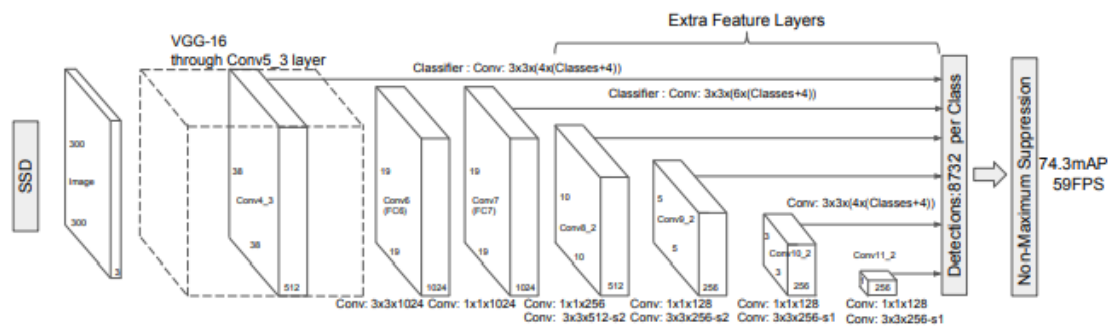 Extra Feature Layers
VGG-16
through Conv5_3 layer
Classifier : Conv: 3x3x(4x(Classes+4))
Classifier : Conv: 3x3x(6x(Classes+4))
SSD
300
Image
300
3
38
Conv4_3
38
512
19
Conv6
(FC6)
19
1024
19
Conv7
(FC7)
19
1024
10
Conv8_2
10
512
5
Conv9_2
5
256
Conv: 3x3x(4x(Classes+4))
3
Conv10_2
3
256
Conv11_2
256
Detections:8732 per Class
Non-Maximum Suppression
74.3mAP
59FPS
Conv: 3x3x1024
Conv: 1x1x1024
Conv: 1x1x256
Conv: 3x3x512-s2
Conv: 1x1x128
Conv: 3x3x256-s2
Conv: 1x1x128
Conv: 3x3x256-s1
Conv: 1x1x128
Conv: 3x3x256-s1